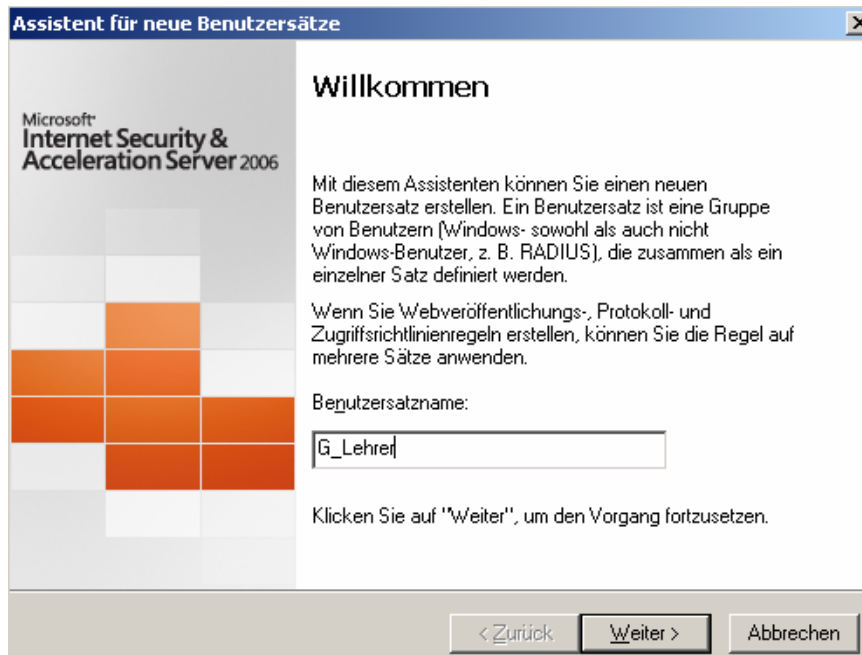 Assistent für neue Benutzersätze
Microsoft
Internet Security &
Acceleration Server 2006
Willkommen
Mit diesem Assistenten können Sie einen neuen
Benutzersatz erstellen. Ein Benutzersatz ist eine Gruppe
von Benutzern (Windows- sowohl als auch nicht
Windows-Benutzer, z. B. RADIUS), die zusammen als ein
einzelner Satz definiert werden.
Wenn Sie Webveröffentlichungs-, Protokoll- und
Zugriffsrichtlinienregeln erstellen, können Sie die Regel auf
mehrere Sätze anwenden.
Benutzersatzname:
G_Lehrer
Klicken Sie auf "Weiter", um den Vorgang fortzusetzen.
< Zurück
Weiter >
Abbrechen